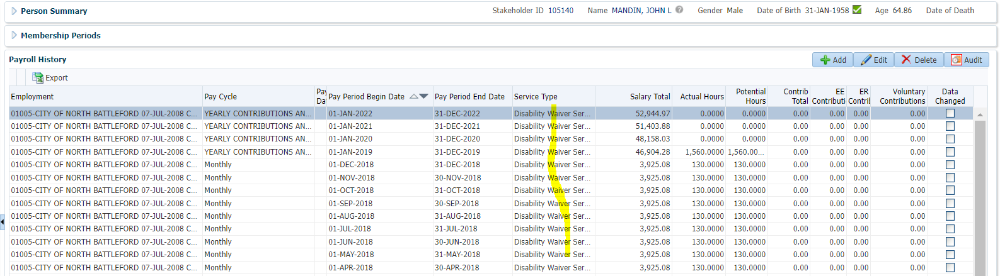 Person Summary Stakeholder ID 105140 Name MANDIN, JOHN L Gender Male Date of Birth 31-JAN-1958 Age 64.86 Date of Death
Membership Periods
Payroll History Add Edit Delete Audit
Export
Employment Pay Cycle Pay Dat Pay Period Begin Date Pay Period End Date Service Type Salary Total Actual Hours Potential Hours Contrib Total EE Contributi ER Contrib Voluntary Contributions Data Changed
01005-CITY OF NORTH BATTLEFORD 07-JUL-2008 C... YEARLY CONTRIBUTIONS AN... 01-JAN-2022 31-DEC-2022 Disability Waiver Ser... 52,944.97 0.0000 0.0000 0.00 0.00 0.00 0.00
01005-CITY OF NORTH BATTLEFORD 07-JUL-2008 C... YEARLY CONTRIBUTIONS AN... 01-JAN-2021 31-DEC-2021 Disability Waiver Ser... 51,403.88 0.0000 0.0000 0.00 0.00 0.00 0.00
01005-CITY OF NORTH BATTLEFORD 07-JUL-2008 C... YEARLY CONTRIBUTIONS AN... 01-JAN-2020 31-DEC-2020 Disability Waiver Ser... 48,158.03 0.0000 0.0000 0.00 0.00 0.00 0.00
01005-CITY OF NORTH BATTLEFORD 07-JUL-2008 C... YEARLY CONTRIBUTIONS AN... 01-JAN-2019 31-DEC-2019 Disability Waiver Ser... 46,904.28 1,560.0000 1,560.00... 0.00 0.00 0.00 0.00
01005-CITY OF NORTH BATTLEFORD 07-JUL-2008 C... Monthly 01-DEC-2018 31-DEC-2018 Disability Waiver Ser... 3,925.08 130.0000 130.0000 0.00 0.00 0.00 0.00
01005-CITY OF NORTH BATTLEFORD 07-JUL-2008 C... Monthly 01-NOV-2018 30-NOV-2018 Disability Waiver Ser... 3,925.08 130.0000 130.0000 0.00 0.00 0.00 0.00
01005-CITY OF NORTH BATTLEFORD 07-JUL-2008 C... Monthly 01-OCT-2018 31-OCT-2018 Disability Waiver Ser... 3,925.08 130.0000 130.0000 0.00 0.00 0.00 0.00
01005-CITY OF NORTH BATTLEFORD 07-JUL-2008 C... Monthly 01-SEP-2018 30-SEP-2018 Disability Waiver Ser... 3,925.08 130.0000 130.0000 0.00 0.00 0.00 0.00
01005-CITY OF NORTH BATTLEFORD 07-JUL-2008 C... Monthly 01-AUG-2018 31-AUG-2018 Disability Waiver Ser... 3,925.08 130.0000 130.0000 0.00 0.00 0.00 0.00
01005-CITY OF NORTH BATTLEFORD 07-JUL-2008 C... Monthly 01-JUL-2018 31-JUL-2018 Disability Waiver Ser... 3,925.08 130.0000 130.0000 0.00 0.00 0.00 0.00
01005-CITY OF NORTH BATTLEFORD 07-JUL-2008 C... Monthly 01-JUN-2018 30-JUN-2018 Disability Waiver Ser... 3,925.08 130.0000 130.0000 0.00 0.00 0.00 0.00
01005-CITY OF NORTH BATTLEFORD 07-JUL-2008 C... Monthly 01-MAY-2018 31-MAY-2018 Disability Waiver Ser... 3,925.08 130.0000 130.0000 0.00 0.00 0.00 0.00
01005-CITY OF NORTH BATTLEFORD 07-JUL-2008 C... Monthly 01-APR-2018 30-APR-2018 Disability Waiver Ser... 3,925.08 130.0000 130.0000 0.00 0.00 0.00 0.00